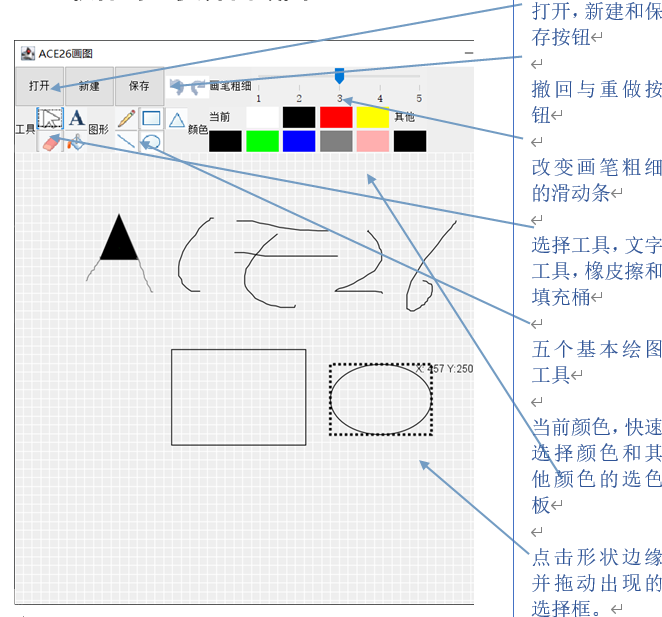 ACE26画图
打开
新建
保存
画笔粗细
1 2 3 4 5
工具
图形
颜色
当前
其他
A
ACE26
X: 457 Y:250
打开，新建和保
存按钮
撤回与重做按
钮
改变画笔粗细
的滑动条
选择工具，文字
工具，橡皮擦和
填充桶
五个基本绘图
工具
当前颜色，快速
选择颜色和其
他颜色的选色
板
点击形状边缘
并拖动出现的
选择框。